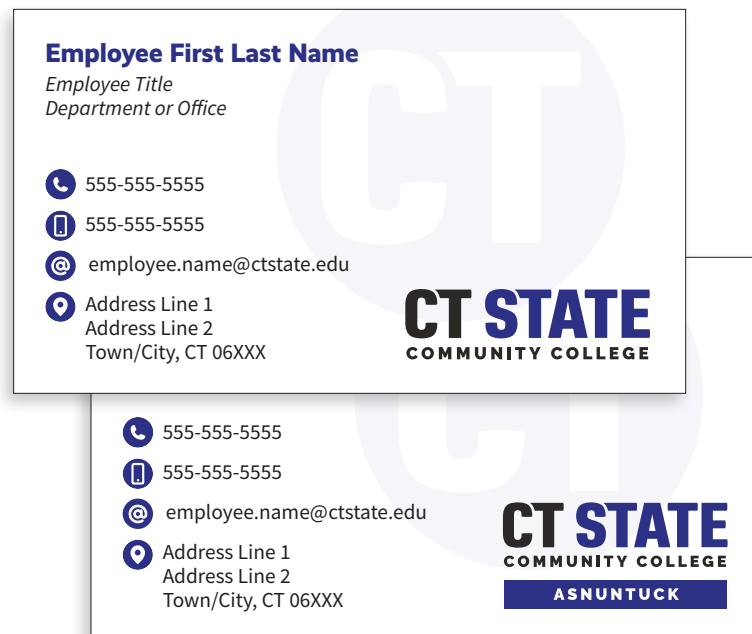 CT
Employee First Last Name
Employee Title
Department or Office
555-555-5555
555-555-5555
employee.name@ctstate.edu
Address Line 1
Address Line 2
Town/City, CT 06XXX
CT STATE
COMMUNITY COLLEGE
CT
555-555-5555
555-555-5555
employee.name@ctstate.edu
Address Line 1
Address Line 2
Town/City, CT 06XXX
CT STATE
COMMUNITY COLLEGE
ASNUNTUCK